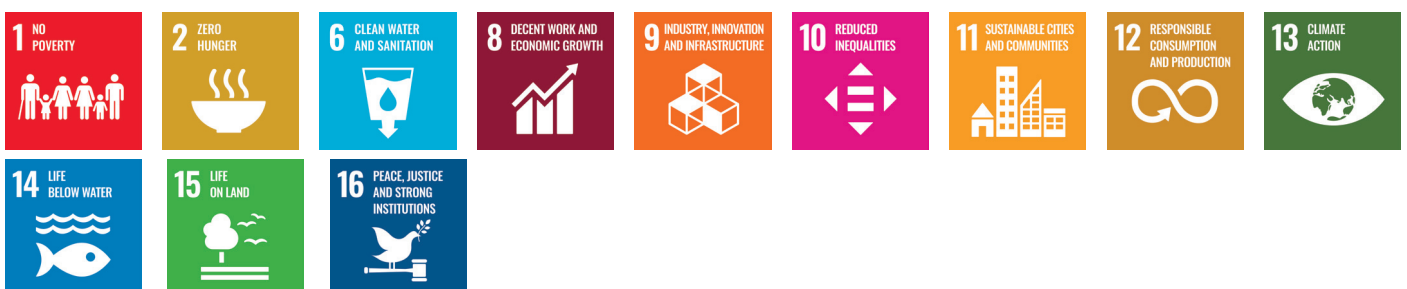 1 NO
POVERTY
2 ZERO
HUNGER
6 CLEAN WATER
AND SANITATION
8 DECENT WORK AND
ECONOMIC GROWTH
9 INDUSTRY, INNOVATION
AND INFRASTRUCTURE
10 REDUCED
INEQUALITIES
11 SUSTAINABLE CITIES
AND COMMUNITIES
12 RESPONSIBLE
CONSUMPTION
AND PRODUCTION
13 CLIMATE
ACTION
14 LIFE
BELOW WATER
15 LIFE
ON LAND
16 PEACE, JUSTICE
AND STRONG
INSTITUTIONS